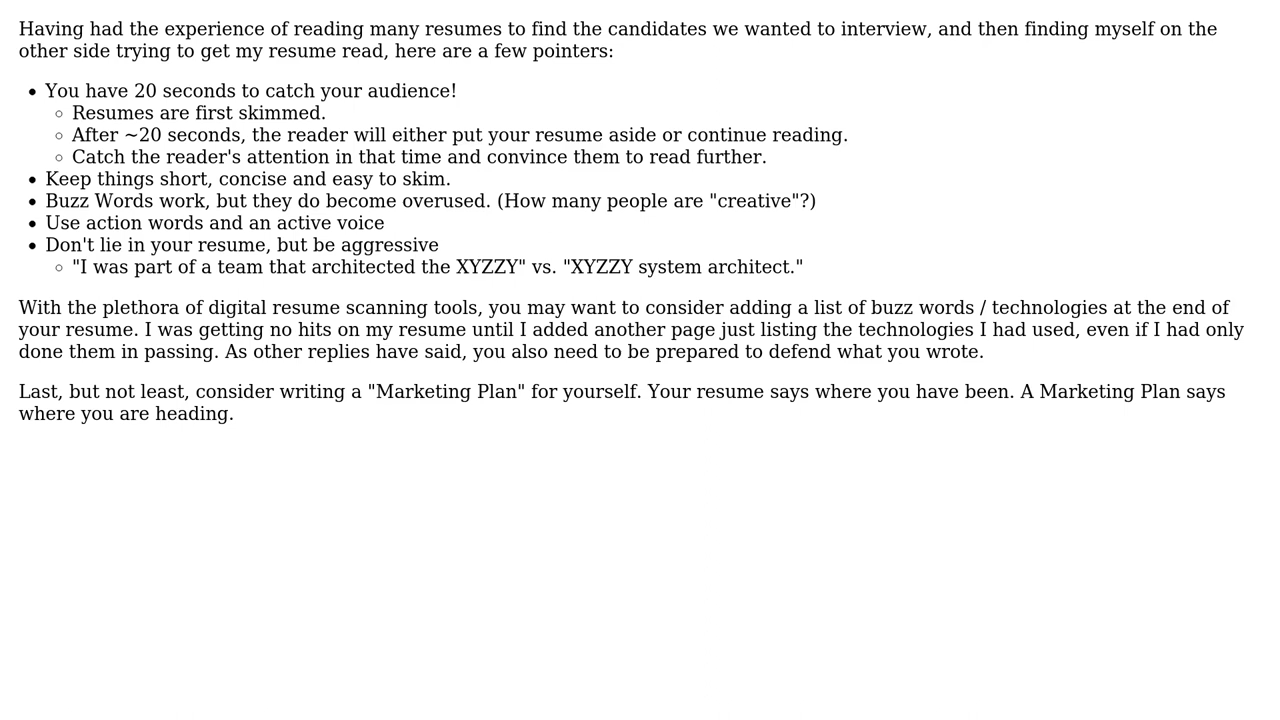 Having had the experience of reading many resumes to find the candidates we wanted to interview, and then finding myself on the
other side trying to get my resume read, here are a few pointers:
• You have 20 seconds to catch your audience!
◦ Resumes are first skimmed.
◦ After ~20 seconds, the reader will either put your resume aside or continue reading.
◦ Catch the reader's attention in that time and convince them to read further.
• Keep things short, concise and easy to skim.
• Buzz Words work, but they do become overused. (How many people are "creative"?)
• Use action words and an active voice
• Don't lie in your resume, but be aggressive
◦ "I was part of a team that architected the XYZZY" vs. "XYZZY system architect."
With the plethora of digital resume scanning tools, you may want to consider adding a list of buzz words / technologies at the end of
your resume. I was getting no hits on my resume until I added another page just listing the technologies I had used, even if I had only
done them in passing. As other replies have said, you also need to be prepared to defend what you wrote.
Last, but not least, consider writing a "Marketing Plan" for yourself. Your resume says where you have been. A Marketing Plan says
where you are heading.